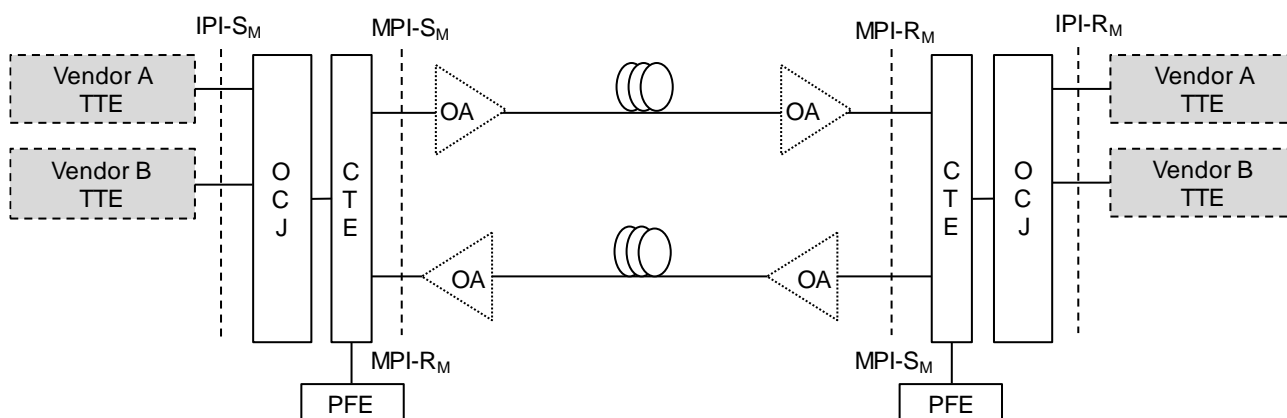 IPI-SM MPI-SM MPI-RM IPI-RM
Vendor A
TTE
OA
OA
Vendor A
TTE
Vendor B
TTE
O
C
J
C
T
E
C
T
E
O
C
J
Vendor B
TTE
OA
OA
MPI-RM
MPI-SM
PFE
PFE